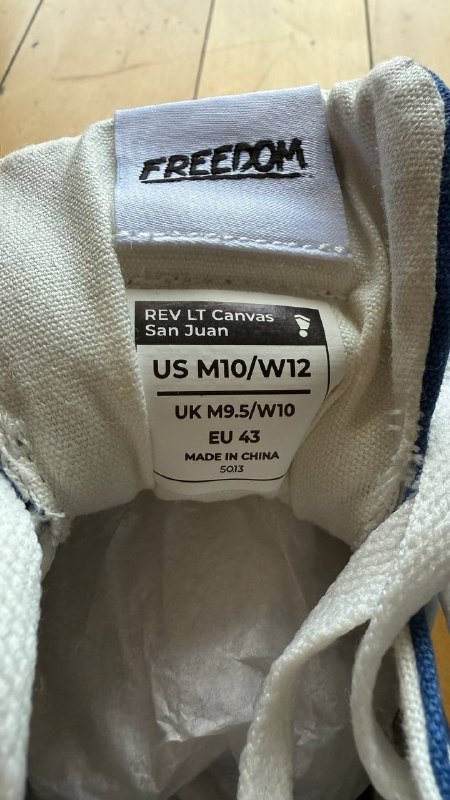 FREEDOM
REV LT Canvas
San Juan
US M10/W12
UK M9.5/W10
EU 43
MADE IN CHINA
5013